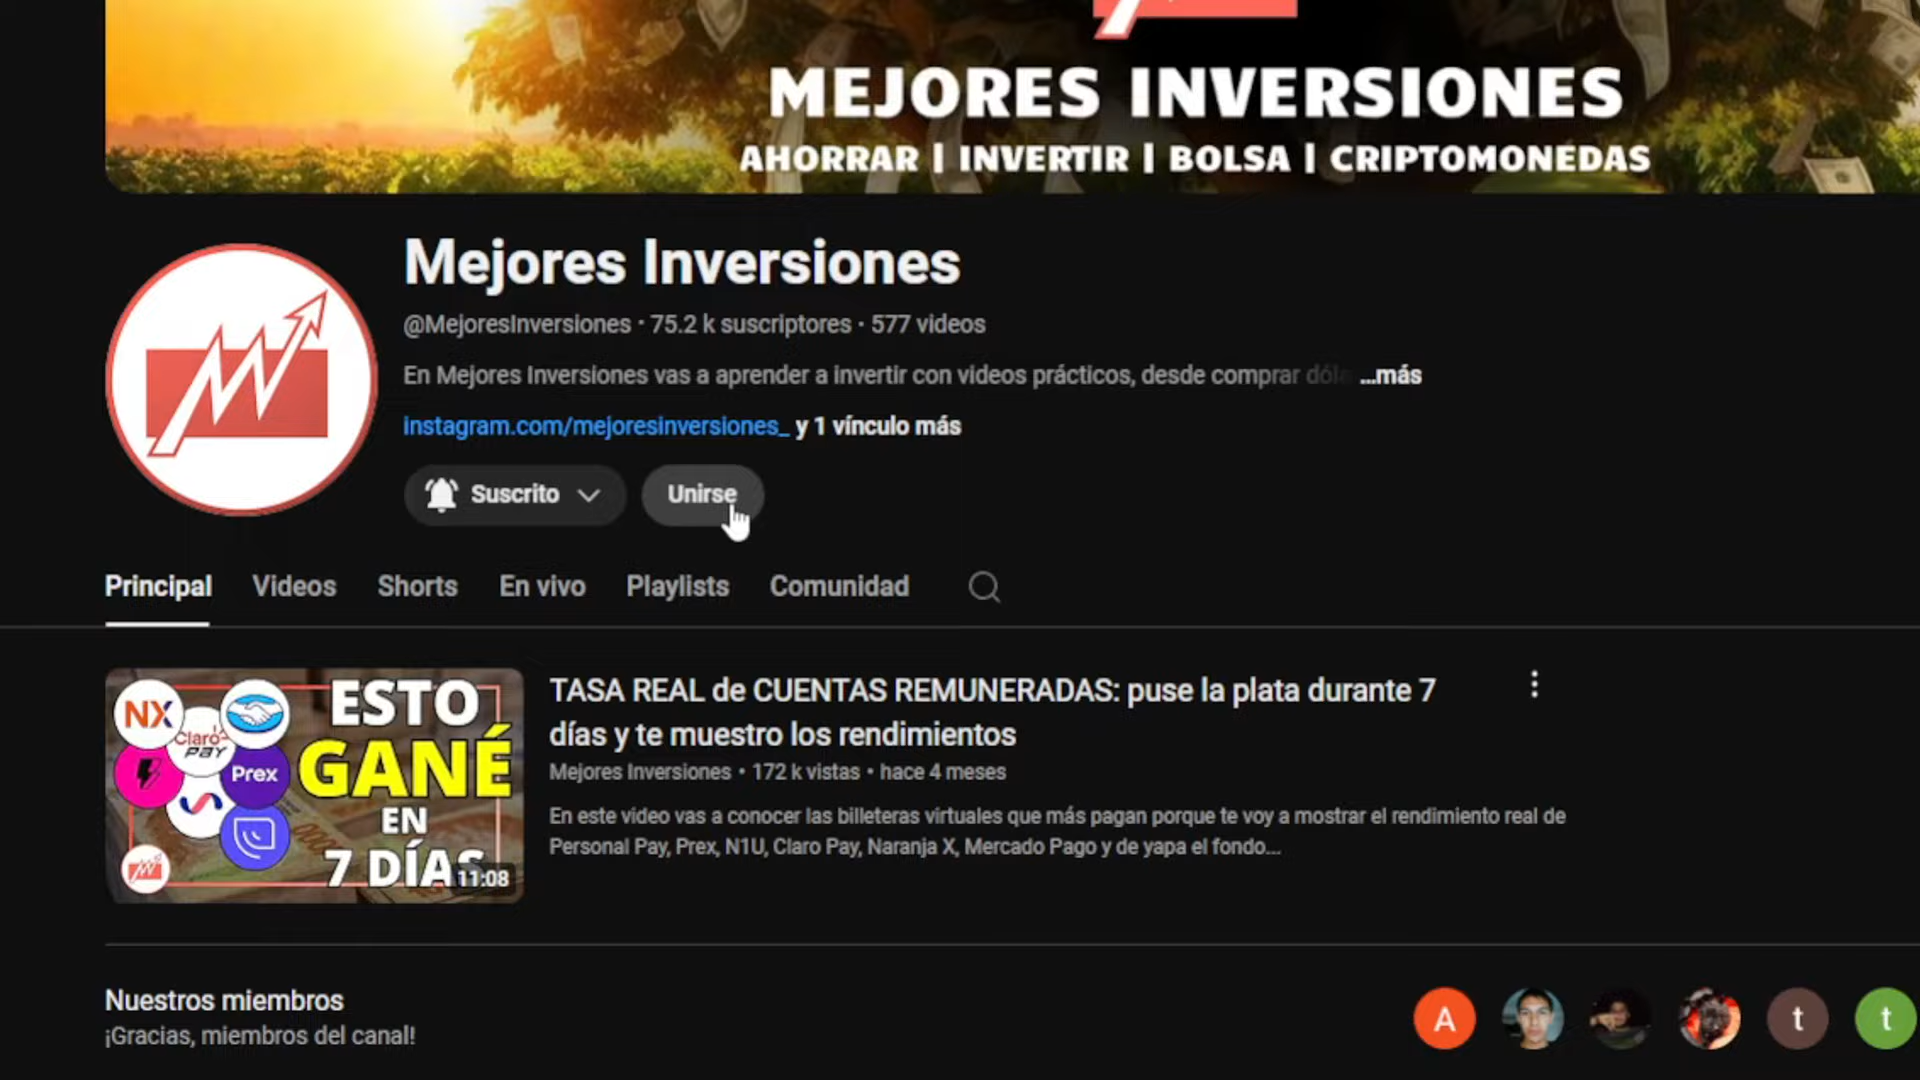 MEJORES INVERSIONES
AHORRAR | INVERTIR | BOLSA | CRIPTOMONEDAS
Mejores Inversiones
@MejoresInversiones • 75.2 k suscriptores • 577 videos
En Mejores Inversiones vas a aprender a invertir con videos prácticos, desde comprar dóla ...más
instagram.com/mejoresinversiones_ y 1 vínculo más
Suscrito
Unirse
Principal Videos Shorts En vivo Playlists Comunidad
NX
Claro
Pay
Prex
ESTO
GANÉ
EN
7 DÍAS
11:08
TASA REAL de CUENTAS REMUNERADAS: puse la plata durante 7
días y te muestro los rendimientos
Mejores Inversiones • 172 k vistas • hace 4 meses
En este video vas a conocer las billeteras virtuales que más pagan porque te voy a mostrar el rendimiento real de
Personal Pay, Prex, N1U, Claro Pay, Naranja X, Mercado Pago y de yapa el fondo...
Nuestros miembros
¡Gracias, miembros del canal!
A t t